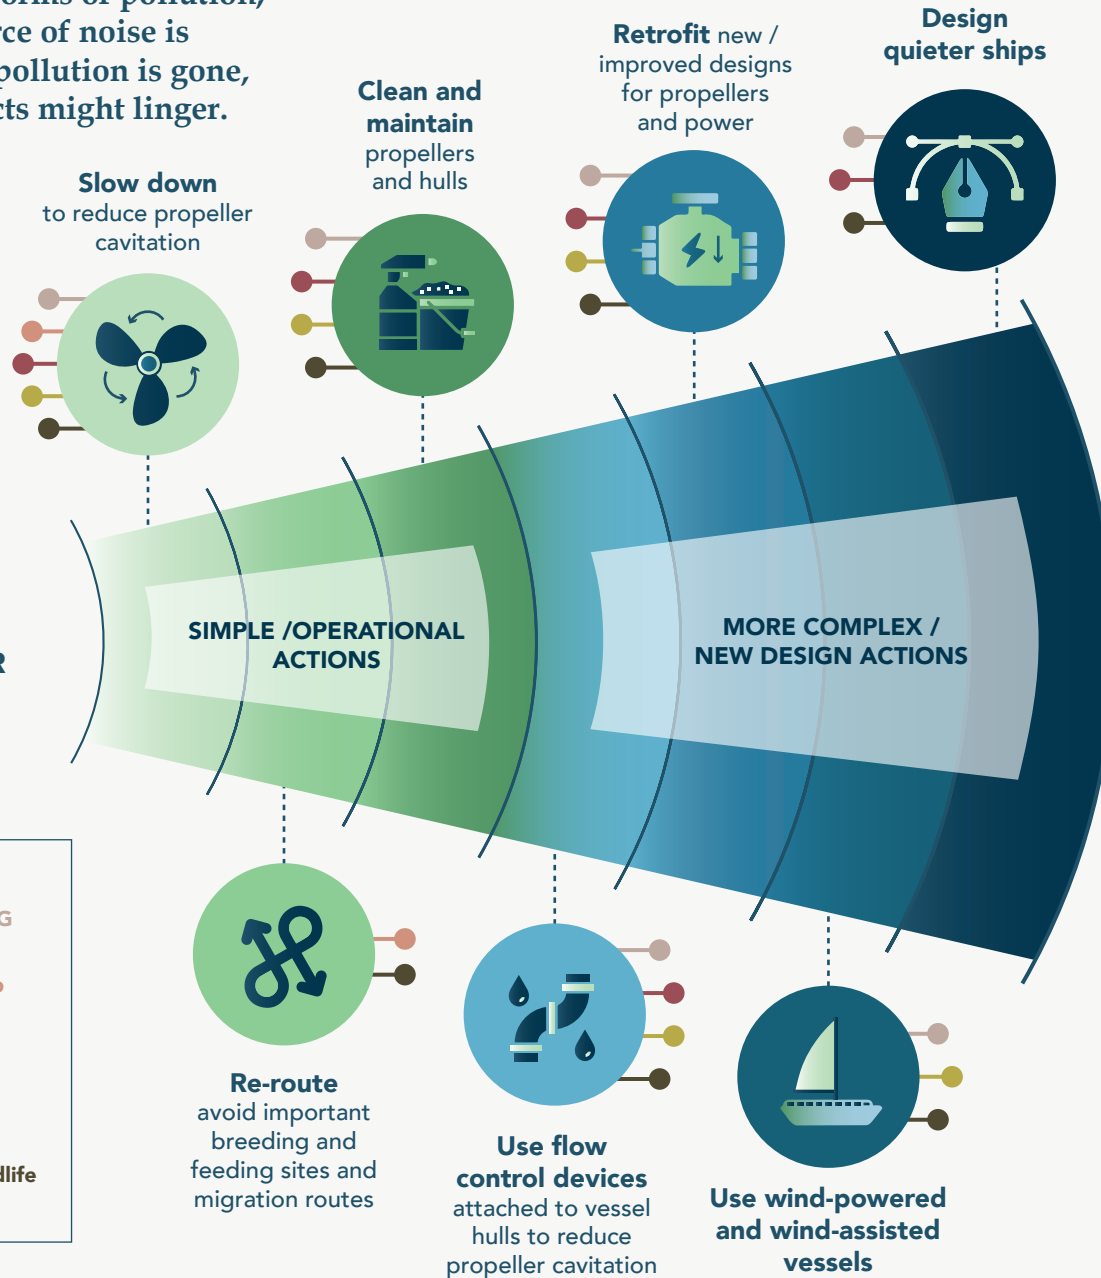 pollution,
of noise is
pollution is gone,
might linger.
Slow down
to reduce propeller
cavitation
Clean and
maintain
propellers
and hulls
Retrofit new /
improved designs
for propellers
and power
Design
quieter ships
SIMPLE /OPERATIONAL
ACTIONS
MORE COMPLEX /
NEW DESIGN ACTIONS
Re-route
avoid important
breeding and
feeding sites and
migration routes
Use flow
control devices
attached to vessel
hulls to reduce
propeller cavitation
Use wind-powered
and wind-assisted
vessels